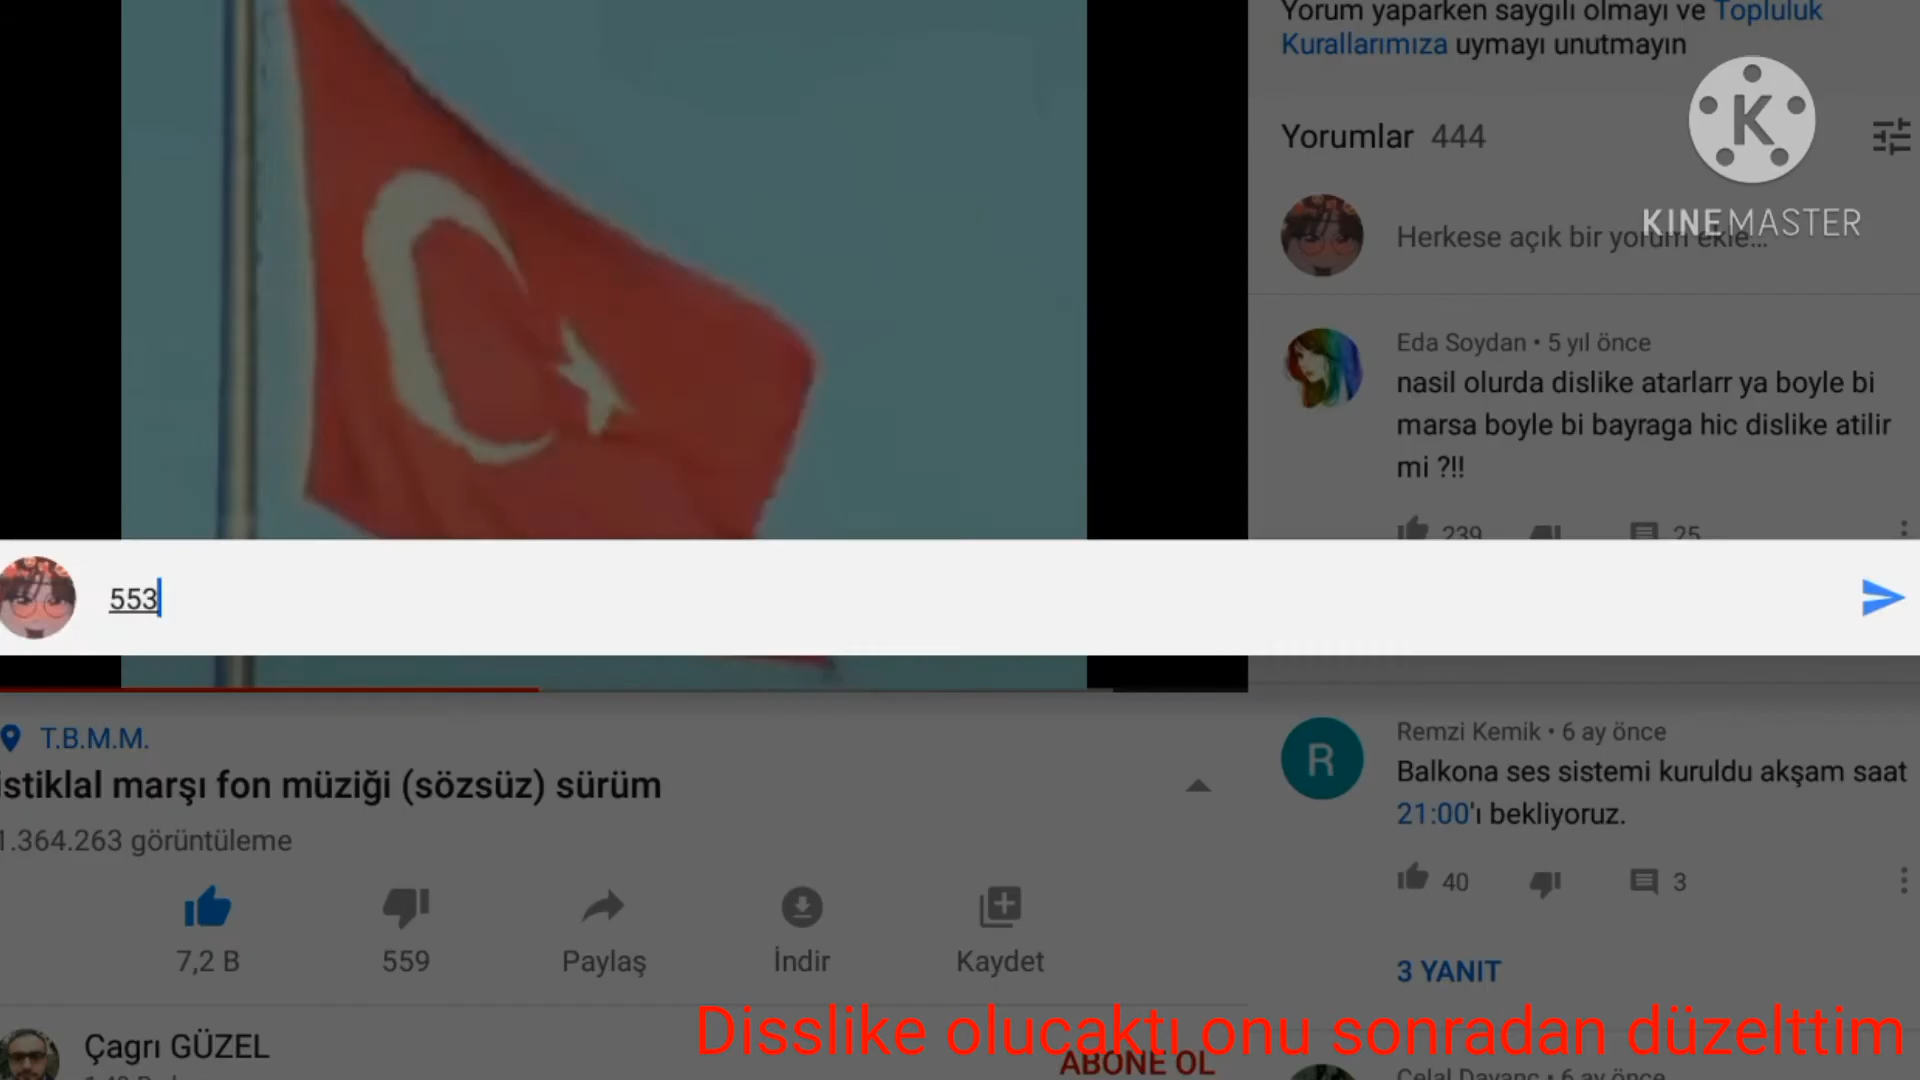 Yorum yaparken saygılı olmayı ve Topluluk
Kurallarımıza uymayı unutmayın
Yorumlar 444
K
KINEMASTER
Herkese açık bir yorum ekle...
Eda Soydan • 5 yıl önce
nasil olurda dislike atarlarr ya boyle bi
marsa boyle bi bayraga hic dislike atilir
mi ?!!
239 25
553
T.B.M.M.
istiklal marşı fon müziği (sözsüz) sürüm
1.364.263 görüntüleme
7,2 B
559
Paylaş
İndir
Kaydet
R
Remzi Kemik • 6 ay önce
Balkona ses sistemi kuruldu akşam saat
21:00'ı bekliyoruz.
40 3
3 YANIT
Disslike olucaktı onu sonradan düzelttim
Çagrı GÜZEL
ABONE OL
Celal Davanç • 6 ay önce